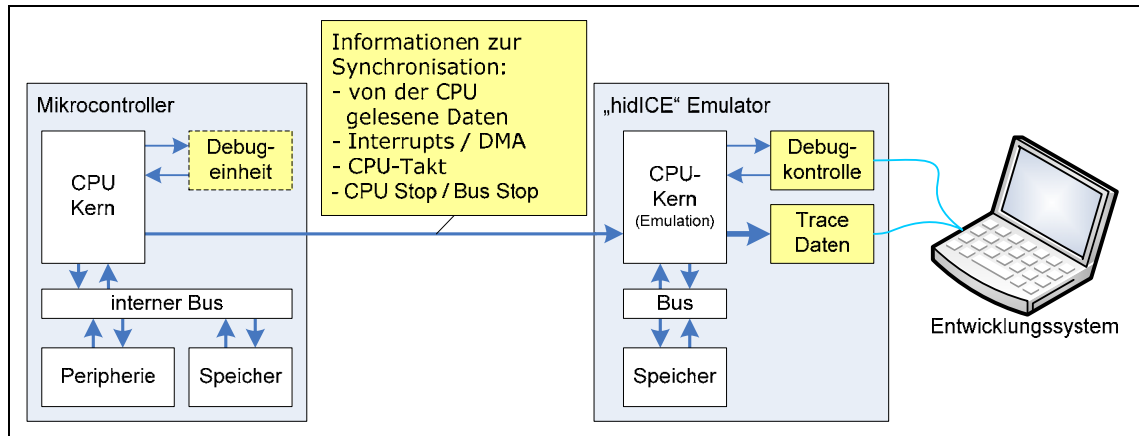 Informationen zur
Synchronisation:
- von der CPU
gelesene Daten
- Interrupts / DMA
- CPU-Takt
- CPU Stop / Bus Stop
Mikrocontroller
CPU
Kern
Debug-
einheit
interner Bus
Peripherie
Speicher
„hidICE“ Emulator
CPU-
Kern
(Emulation)
Debug-
kontrolle
Trace
Daten
Bus
Speicher
Entwicklungssystem